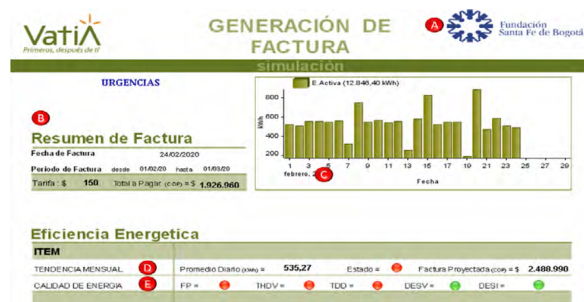 VatiA
Primeros, después de tí
GENERACIÓN DE
FACTURA
simulación
A
Fundación
Santa Fe de Bogotá
URGENCIAS
B
Resumen de Factura
Fecha de Factura 24/02/2020
Periodo de Factura desde 01/02/20 hasta 01/03/20
Tarifa : $ 150 Total a Pagar (COP) = $ 1.926.960
E.Activa (12.846,40 kWh)
kWh
800
600
400
200
1 3 5 7 9 11 13 15 17 19 21 23 25 27 29
febrero, 2
C
Fecha
Eficiencia Energetica
ITEM
TENDENCIA MENSUAL D Promedio Diario (kWh) = 535,27 Estado = Factura Proyectada (COP) = $ 2.488.990
CALIDAD DE ENERGIA E FP = THDV = TDD = DESV = DESI =